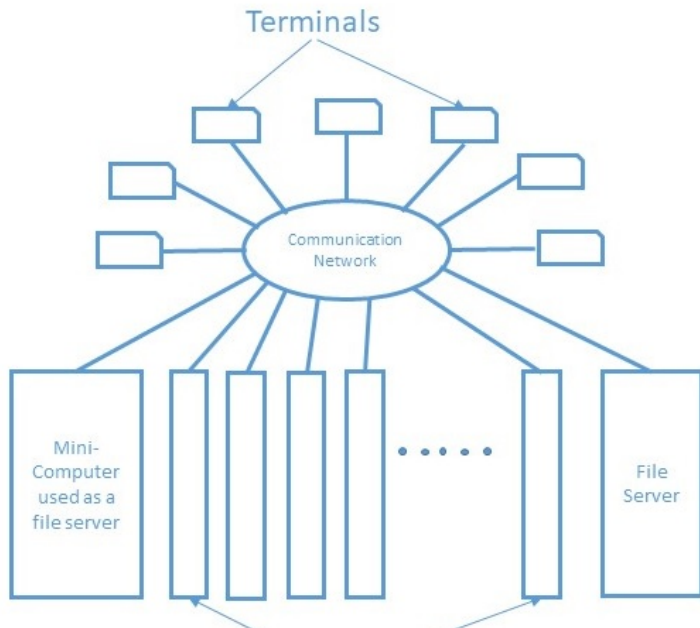 Terminals
Communication
Network
Mini-
Computer
used as a
file server
File
Server